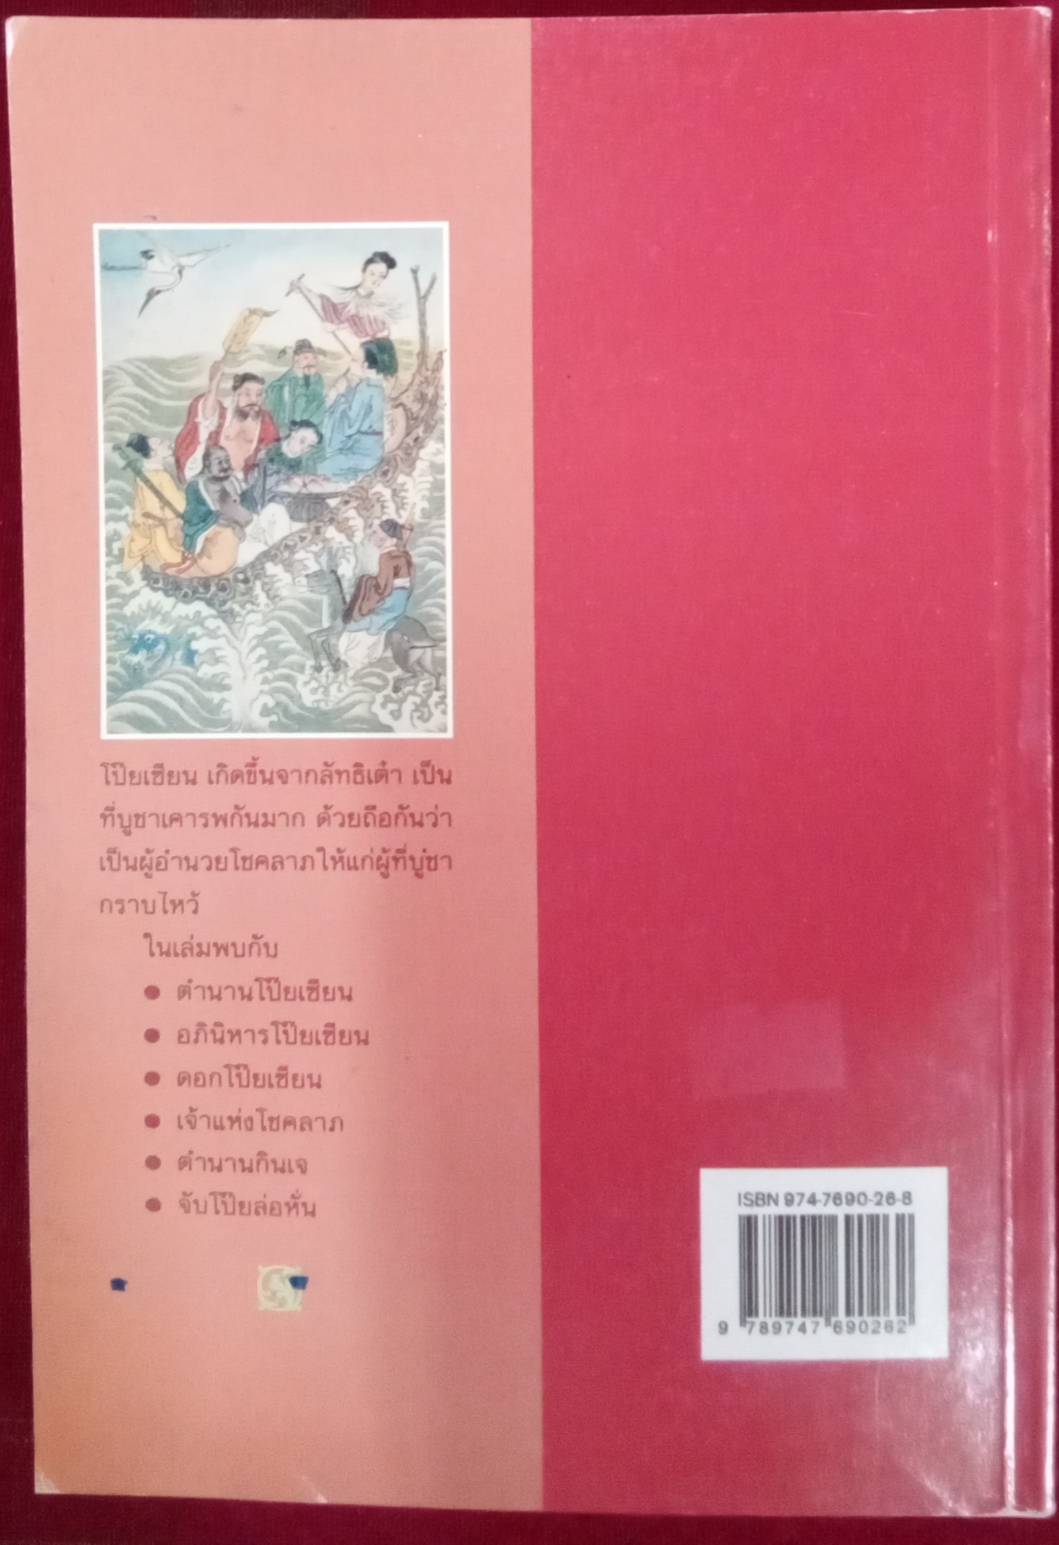 โป๊ยเซียน เกิดขึ้นจากลัทธิเต๋า เป็น
ที่บูชาเคารพกันมาก ด้วยถือกันว่า
เป็นผู้อำนวยโชคลาภให้แก่ผู้ที่บูชา
กราบไหว้
ในเล่มพบกับ
● ตำนานโป๊ยเซียน
● อภินิหารโป๊ยเซียน
● ดอกโป๊ยเซียน
● เจ้าแห่งโชคลาภ
● ตำนานกินเจ
● จับโป๊ยล่อหั่น
ISBN 974-7690-26-8
9 789747 690262